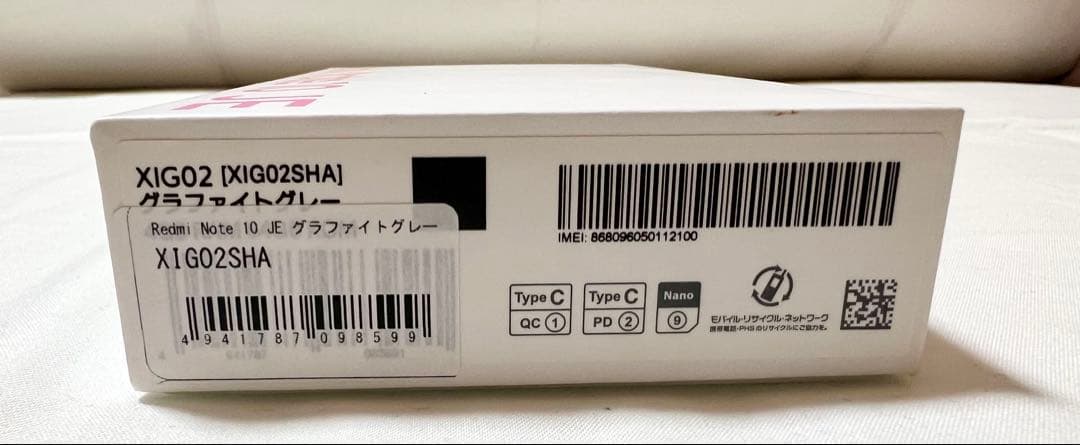 XIG02 [XIG02SHA]
グラファイトグレー
Redmi Note 10 JE グラファイトグレー
XIG02SHA
4941787098599
IMEI: 868096050112100
Type C
QC 1
Type C
PD 2
Nano
9
モバイル・リサイクル・ネットワーク
携帯電話・PHSのリサイクルにご協力を。